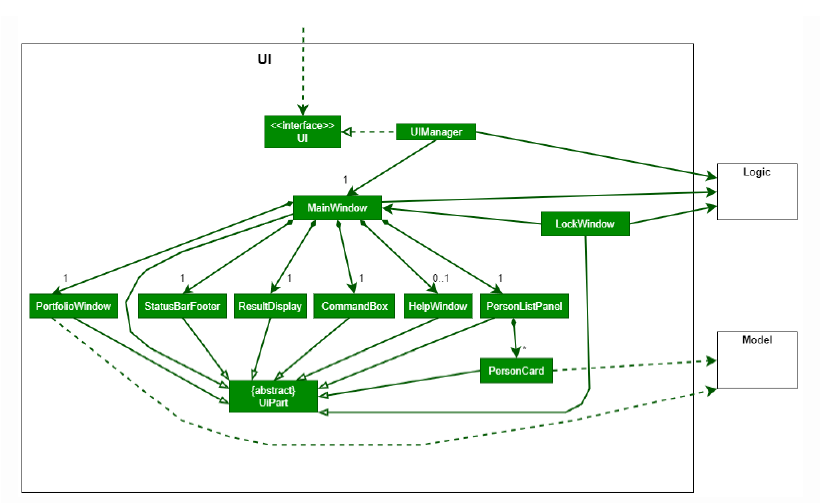 UI
<<interface>>
UI
UIManager
Logic
1
MainWindow
LockWindow
1
1
1
1
0..1
1
PortfolioWindow
StatusBarFooter
ResultDisplay
CommandBox
HelpWindow
PersonListPanel
*
Model
PersonCard
{abstract}
UIPart